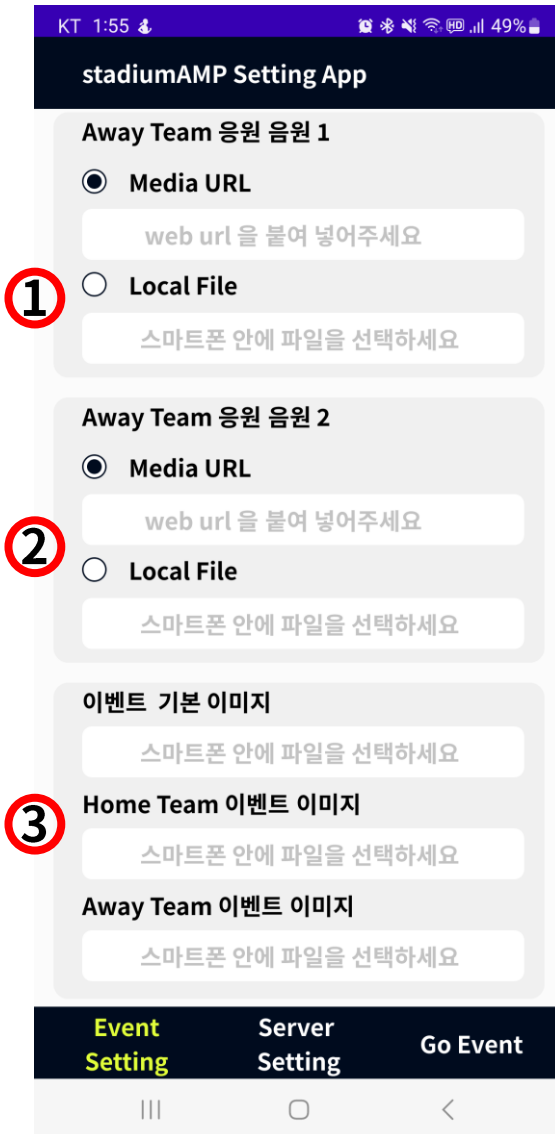 KT 1:55 HD 49%
stadiumAMP Setting App
Away Team 응원 음원 1
Media URL
web url 을 붙여 넣어주세요
1
Local File
스마트폰 안에 파일을 선택하세요
Away Team 응원 음원 2
Media URL
web url 을 붙여 넣어주세요
2
Local File
스마트폰 안에 파일을 선택하세요
이벤트 기본 이미지
스마트폰 안에 파일을 선택하세요
3
Home Team 이벤트 이미지
스마트폰 안에 파일을 선택하세요
Away Team 이벤트 이미지
스마트폰 안에 파일을 선택하세요
Event Setting
Server Setting
Go Event